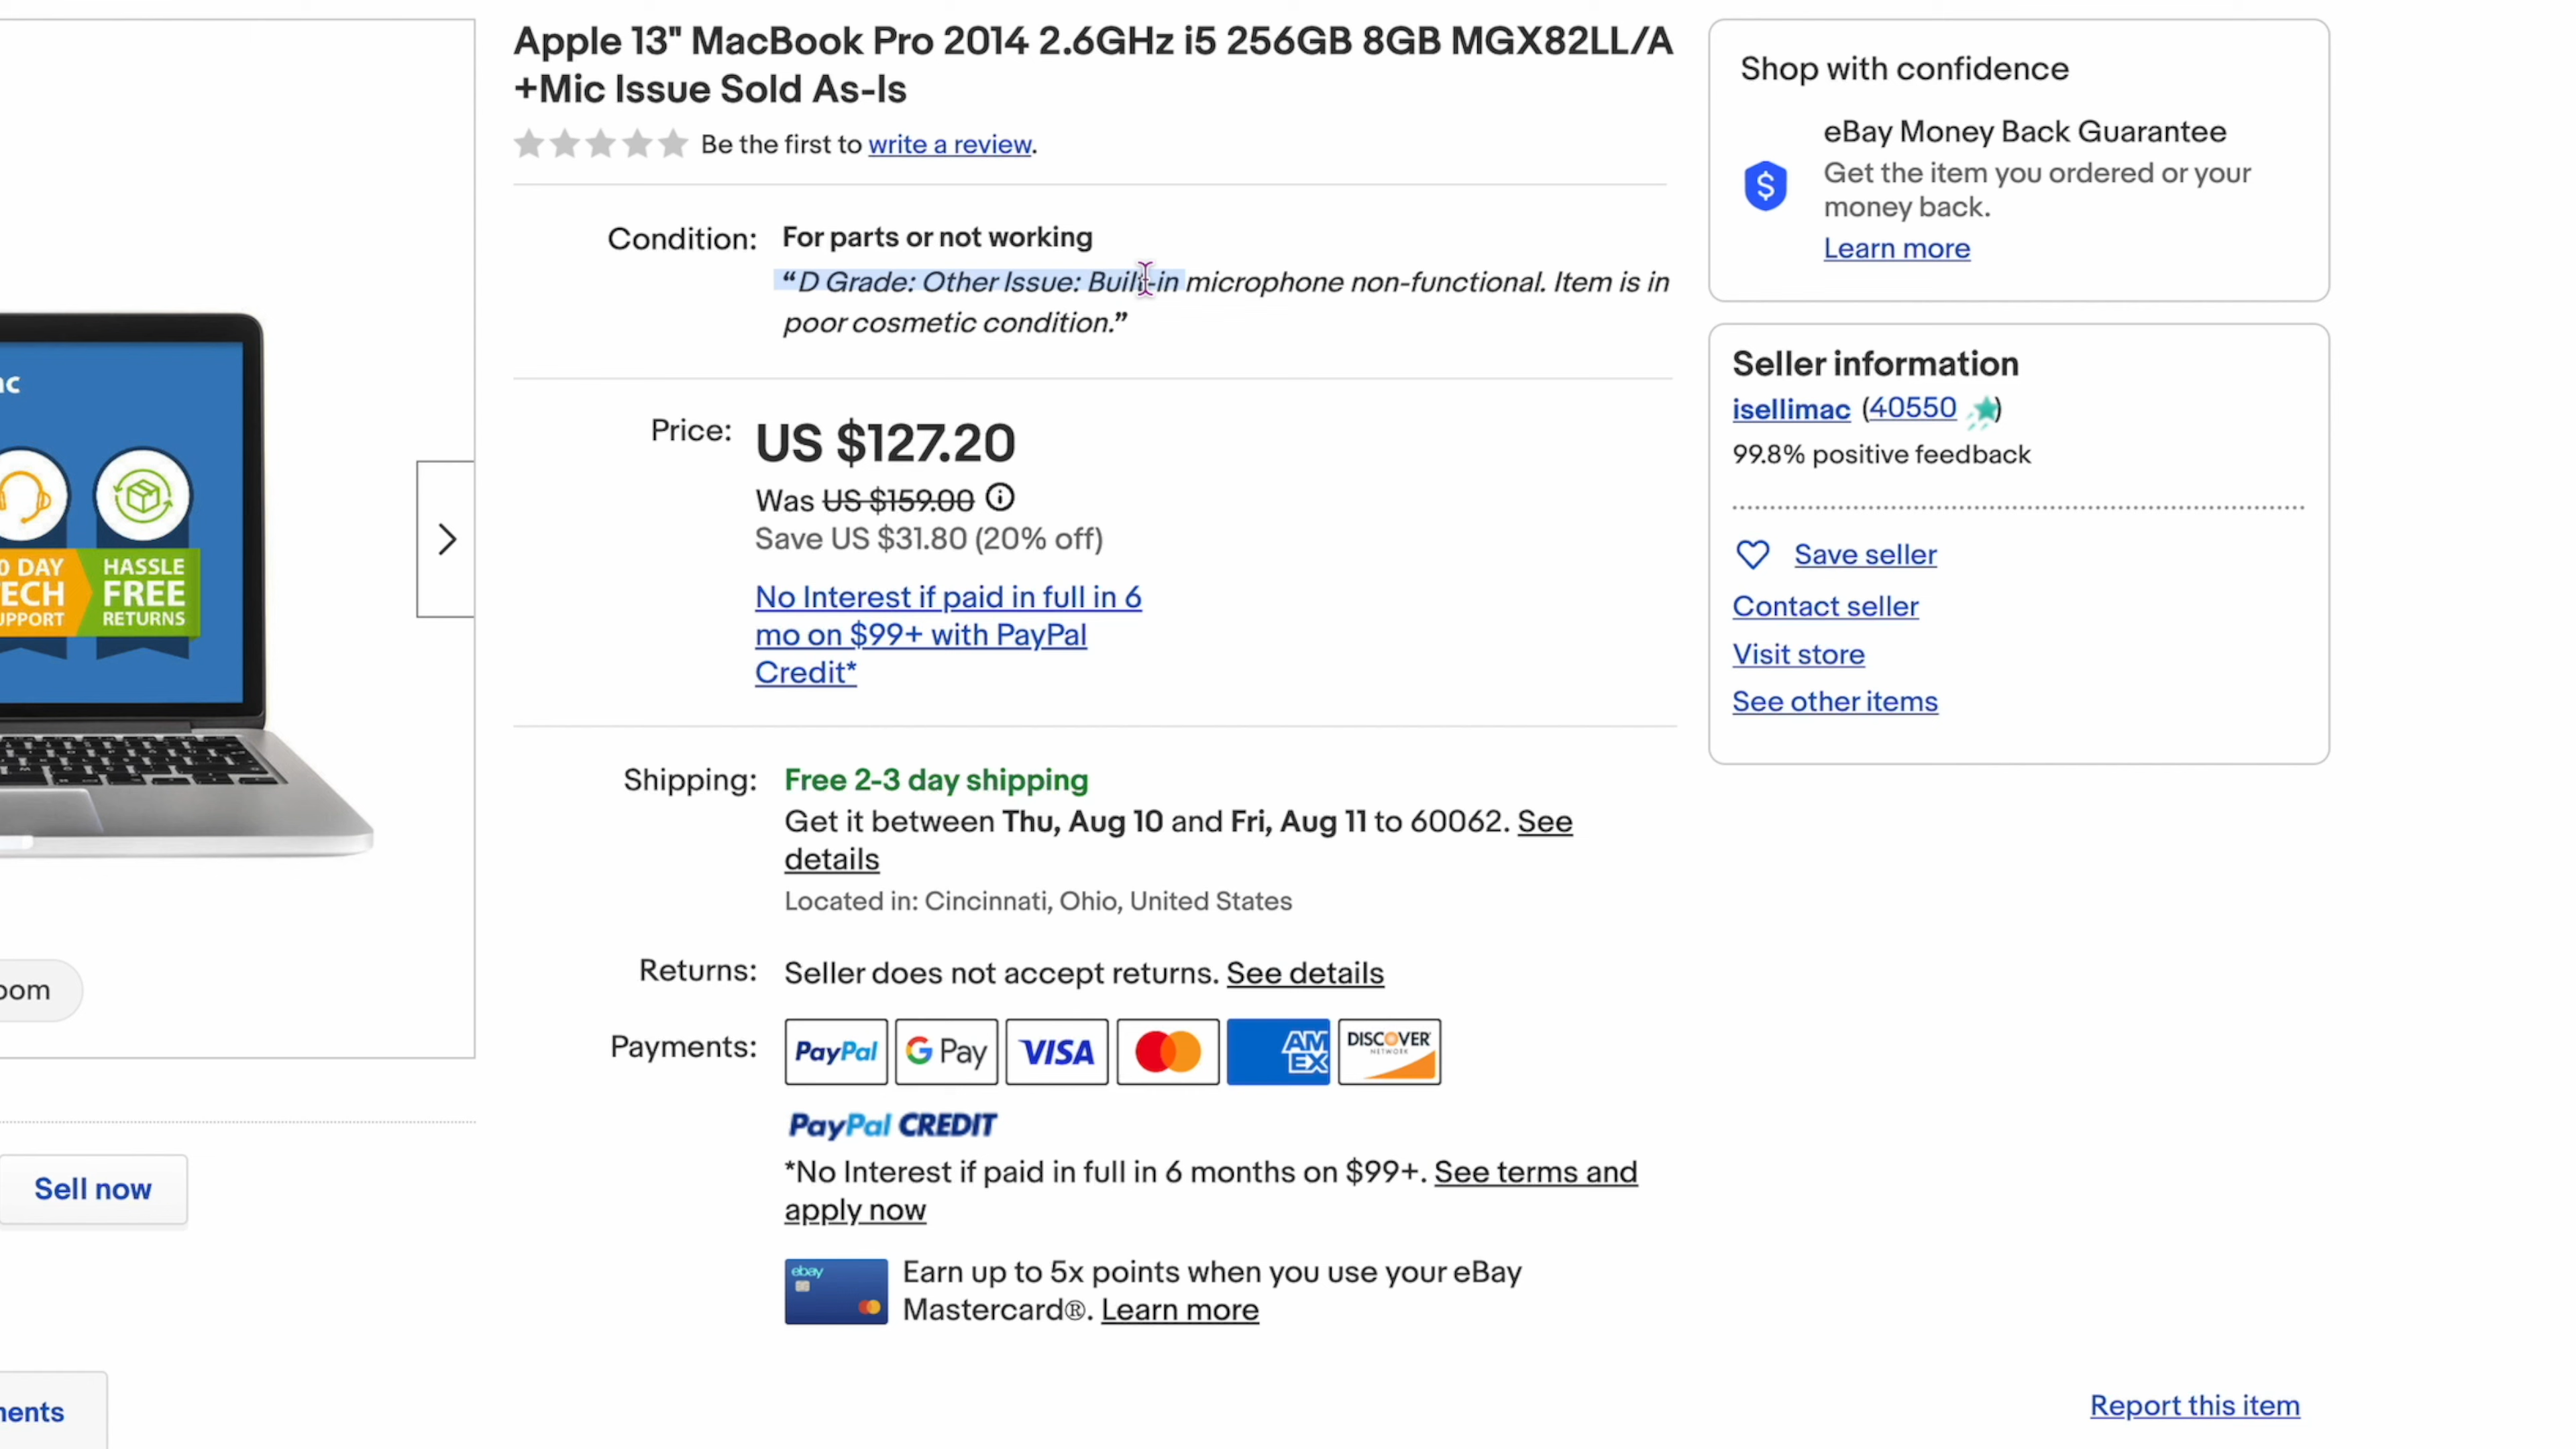 Apple 13" MacBook Pro 2014 2.6GHz i5 256GB 8GB MGX82LL/A
+Mic Issue Sold As-Is
Be the first to write a review.
Condition: For parts or not working
“D Grade: Other Issue: Built-in microphone non-functional. Item is in
poor cosmetic condition.”
Price: US $127.20
Was US $159.00
Save US $31.80 (20% off)
No Interest if paid in full in 6
mo on $99+ with PayPal
Credit*
Shipping: Free 2-3 day shipping
Get it between Thu, Aug 10 and Fri, Aug 11 to 60062. See
details
Located in: Cincinnati, Ohio, United States
Returns: Seller does not accept returns. See details
Payments: PayPal G Pay VISA AMEX DISCOVER NETWORK
PayPal CREDIT
*No Interest if paid in full in 6 months on $99+. See terms and
apply now
ebay
Earn up to 5x points when you use your eBay
Mastercard®. Learn more
Shop with confidence
eBay Money Back Guarantee
$
Get the item you ordered or your
money back.
Learn more
Seller information
isellimac (40550)
99.8% positive feedback
Save seller
Contact seller
Visit store
See other items
Report this item
HASSLE
FREE
RETURNS
0 DAY
ECH
UPPORT
oom
Sell now
nents